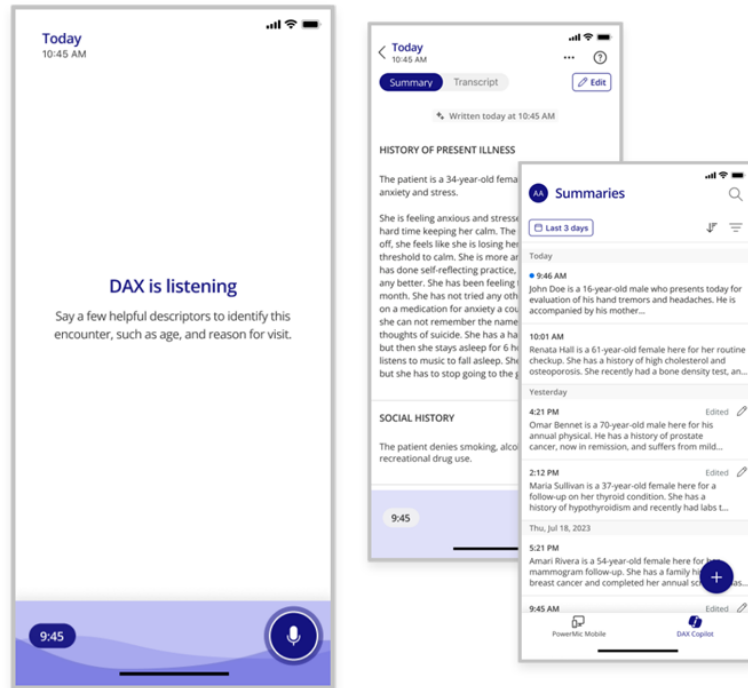 Today
10:45 AM
DAX is listening
Say a few helpful descriptors to identify this
encounter, such as age, and reason for visit.
9:45
Today
10:45 AM
Summary
Transcript
Edit
Written today at 10:45 AM
HISTORY OF PRESENT ILLNESS
The patient is a 34-year-old
anxiety and stress.
She is feeling anxious and
hard time keeping her calm. The
off, she feels like she is losing her
threshold to calm. She is more
has done self-reflecting practice,
any better. She has been feeling
month. She has not tried any
on a medication for anxiety a
she can not remember the name
thoughts of suicide. She has a
but then she stays asleep for 6
listens to music to fall asleep.
but she has to stop going to the
SOCIAL HISTORY
The patient denies smoking,
recreational drug use.
9:45
AA
Summaries
Last 3 days
Today
9:46 AM
John Doe is a 16-year-old male who presents today for
evaluation of his hand tremors and headaches. He is
accompanied by his mother...
10:01 AM
Renata Hall is a 61-year-old female here for her routine
checkup. She has a history of high cholesterol and
osteoporosis. She recently had a bone density test, an...
Yesterday
4:21 PM
Edited
Omar Bennet is a 70-year-old male here for his
annual physical. He has a history of prostate
cancer, now in remission, and suffers from mild...
2:12 PM
Edited
Maria Sullivan is a 37-year-old female here for a
follow-up on her thyroid condition. She has a
history of hypothyroidism and recently had labs t...
Thu, Jul 18, 2023
5:21 PM
Amari Rivera is a 54-year-old female here for
mammogram follow-up. She has a family
breast cancer and completed her annual
9:45 AM
Edited
PowerMic Mobile
DAX Copilot